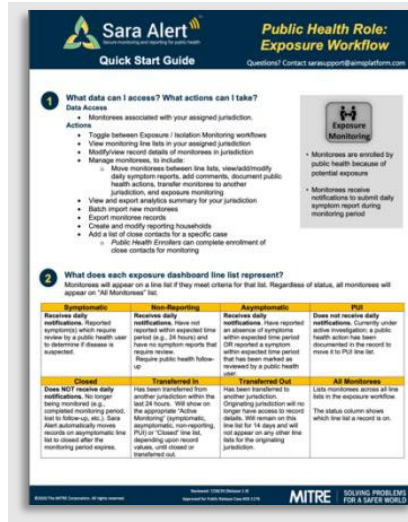 Sara Alert
Secure monitoring and reporting for public health
Quick Start Guide
Public Health Role:
Exposure Workflow
Questions? Contact sarasupport@aimsplatform.com
1
What data can I access? What actions can I take?
Data Access
• Monitorees associated with your assigned jurisdiction.
Actions
• Toggle between Exposure / Isolation Monitoring workflows
• View monitoring line lists in your assigned jurisdiction
• Modify/view record details of monitorees in jurisdiction
• Manage monitorees, to include:
o Move monitorees between line lists, view/add/modify
daily symptom reports, add comments, document public
health actions, transfer monitoree to another
jurisdiction, and exposure monitoring
• View and export analytics summary for your jurisdiction
• Batch import new monitorees
• Export monitoree records
• Create and modify reporting households
• Add a list of close contacts for a specific case
o Public Health Enrollers can complete enrollment of
close contacts for monitoring
Exposure
Monitoring
• Monitorees are enrolled by
public health because of
potential exposure
• Monitorees receive
notifications to submit daily
symptom report during
monitoring period
2
What does each exposure dashboard line list represent?
Monitorees will appear on a line list if they meet criteria for that list. Regardless of status, all monitorees will
appear on "All Monitorees" list.
Symptomatic
Receives daily
notifications. Reported
symptom(s) which require
review by a public health user
to determine if disease is
suspected.
Non-Reporting
Receives daily
notifications. Have not
reported within expected time
period (e.g., 24 hours) and
have no symptom reports that
require review.
Require public health follow-
up
Asymptomatic
Receives daily
notifications. Have reported
an absence of symptoms
within expected time period
OR reported a symptom
within expected time period
that has been marked as
reviewed by a public health
user.
PUI
Does not receive daily
notifications. Currently under
active investigation; a public
health action has been
documented in the record to
move it to PUI line list.
Closed
Does NOT receive daily
notifications. No longer
being monitored (e.g.,
completed monitoring period,
lost to follow-up, etc.). Sara
Alert automatically moves
records on asymptomatic line
list to closed after the
monitoring period expires.
Transferred In
Has been transferred from
another jurisdiction within the
last 24 hours. Will show on
the appropriate "Active
Monitoring" (symptomatic,
asymptomatic, non-reporting,
PUI) or "Closed" line list,
depending upon record
values, until closed or
transferred out.
Transferred Out
Has been transferred to
another jurisdiction.
Originating jurisdiction will no
longer have access to record
details. Will remain on this
line list for 14 days and will
not appear on any other line
lists for the originating
jurisdiction.
All Monitorees
Lists monitorees across all line
lists in the exposure workflow.
The status column shows
which line list a record is on.
©2020 The MITRE Corporation. All rights reserved.
MITRE
SOLVING PROBLEMS
FOR A SAFER WORLD